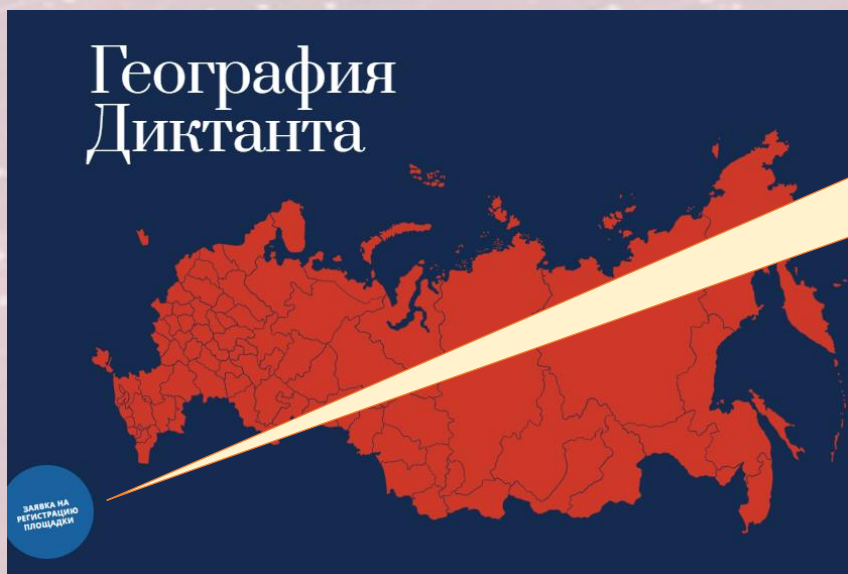 География
Диктанта
ЗАЯВКА НА
РЕГИСТРАЦИЮ
ПЛОЩАДКИ